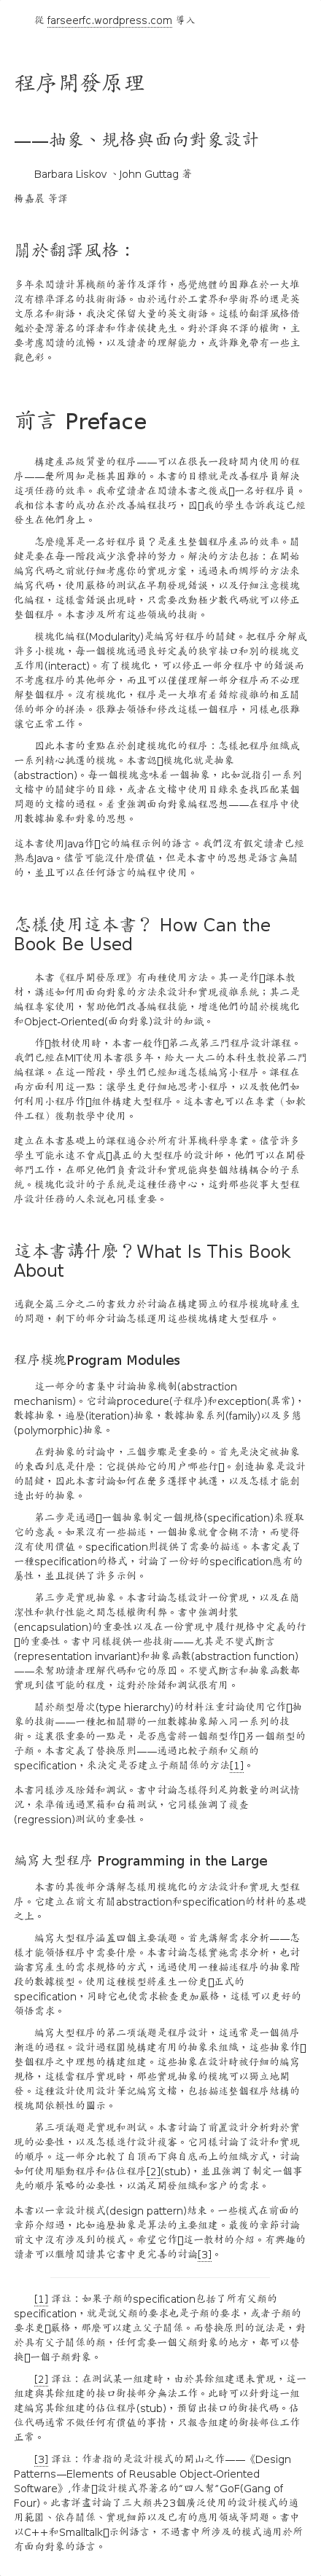 從 farseerfc.wordpress.com 導入
程序開發原理
——抽象、規格與面向對象設計
Barbara Liskov 、John Guttag 著
楊嘉晨 等譯
關於翻譯風格：
多年來閱讀計算機類的著作及譯作，感覺總體的困難在於一大堆
沒有標準譯名的技術術語。由於通行於工業界和學術界的還是英
文原名和術語，我決定保留大量的英文術語。這樣的翻譯風格借
鑑於臺灣著名的譯者和作者侯捷先生。對於譯與不譯的權衡，主
要考慮閱讀的流暢，以及讀者的理解能力，或許難免帶有一些主
觀色彩。
前言 Preface
構建產品級質量的程序——可以在很長一段時間內使用的程
序——衆所周知是極其困難的。本書的目標就是改善程序員解決
這項任務的效率。我希望讀者在閱讀本書之後成□一名好程序員。
我相信本書的成功在於改善編程技巧，因□我的學生告訴我這已經
發生在他們身上。
怎麼纔算是一名好程序員？是產生整個程序產品的效率。關
鍵是要在每一階段減少浪費掉的努力。解決的方法包括：在開始
編寫代碼之前就仔細考慮你的實現方案，通過未雨綢繆的方法來
編寫代碼，使用嚴格的測試在早期發現錯誤，以及仔細注意模塊
化編程，這樣當錯誤出現時，只需要改動極少數代碼就可以修正
整個程序。本書涉及所有這些領域的技術。
模塊化編程(Modularity)是編寫好程序的關鍵。把程序分解成
許多小模塊，每一個模塊通過良好定義的狹窄接口和別的模塊交
互作用(interact)。有了模塊化，可以修正一部分程序中的錯誤而
不考慮程序的其他部分，而且可以僅僅理解一部分程序而不必理
解整個程序。沒有模塊化，程序是一大堆有着錯綜複雜的相互關
係的部分的拼湊。很難去領悟和修改這樣一個程序，同樣也很難
讓它正常工作。
因此本書的重點在於創建模塊化的程序：怎樣把程序組織成
一系列精心挑選的模塊。本書認□模塊化就是抽象
(abstraction)。每一個模塊意味着一個抽象，比如說指引一系列
文檔中的關鍵字的目錄，或者在文檔中使用目錄來查找匹配某個
問題的文檔的過程。着重強調面向對象編程思想——在程序中使
用數據抽象和對象的思想。
這本書使用Java作□它的編程示例的語言。我們沒有假定讀者已經
熟悉Java。儘管可能沒什麼價值，但是本書中的思想是語言無關
的，並且可以在任何語言的編程中使用。
怎樣使用這本書？ How Can the
Book Be Used
本書《程序開發原理》有兩種使用方法。其一是作□課本教
材，講述如何用面向對象的方法來設計和實現複雜系統；其二是
編程專家使用，幫助他們改善編程技能，增進他們的關於模塊化
和Object-Oriented(面向對象)設計的知識。
作□教材使用時，本書一般作□第二或第三門程序設計課程。
我們已經在MIT使用本書很多年，給大一大二的本科生教授第二門
編程課。在這一階段，學生們已經知道怎樣編寫小程序。課程在
兩方面利用這一點：讓學生更仔細地思考小程序，以及教他們如
何利用小程序作□組件構建大型程序。這本書也可以在專業（如軟
件工程）後期教學中使用。
建立在本書基礎上的課程適合於所有計算機科學專業。儘管許多
學生可能永遠不會成□真正的大型程序的設計師，他們可以在開發
部門工作，在那兒他們負責設計和實現能與整個結構耦合的子系
統。模塊化設計的子系統是這種任務中心，這對那些從事大型程
序設計任務的人來說也同樣重要。
這本書講什麼？What Is This Book
About
通觀全篇三分之二的書致力於討論在構建獨立的程序模塊時產生
的問題，剩下的部分討論怎樣運用這些模塊構建大型程序。
程序模塊Program Modules
這一部分的書集中討論抽象機制(abstraction
mechanism)。它討論procedure(子程序)和exception(異常)，
數據抽象，遍歷(iteration)抽象，數據抽象系列(family)以及多態
(polymorphic)抽象。
在對抽象的討論中，三個步驟是重要的。首先是決定被抽象
的東西到底是什麼：它提供給它的用戶哪些行□。創造抽象是設計
的關鍵，因此本書討論如何在衆多選擇中挑選，以及怎樣才能創
造出好的抽象。
第二步是通過□一個抽象制定一個規格(specification)來獲取
它的意義。如果沒有一些描述，一個抽象就會含糊不清，而變得
沒有使用價值。specification則提供了需要的描述。本書定義了
一種specification的格式，討論了一份好的specification應有的
屬性，並且提供了許多示例。
第三步是實現抽象。本書討論怎樣設計一份實現，以及在簡
潔性和執行性能之間怎樣權衡利弊。書中強調封裝
(encapsulation)的重要性以及在一份實現中履行規格中定義的行
□的重要性。書中同樣提供一些技術——尤其是不變式斷言
(representation invariant)和抽象函數(abstraction function)
——來幫助讀者理解代碼和它的原因。不變式斷言和抽象函數都
實現到儘可能的程度，這對於除錯和調試很有用。
關於類型層次(type hierarchy)的材料注重討論使用它作□抽
象的技術——一種把相關聯的一組數據抽象歸入同一系列的技
術。這裏很重要的一點是，是否應當將一個類型作□另一個類型的
子類。本書定義了替換原則——通過比較子類和父類的
specification，來決定是否建立子類關係的方法[1]。
本書同樣涉及除錯和調試。書中討論怎樣得到足夠數量的測試情
況，來準備通過黑箱和白箱測試，它同樣強調了複查
(regression)測試的重要性。
編寫大型程序 Programming in the Large
本書的其後部分講解怎樣用模塊化的方法設計和實現大型程
序。它建立在前文有關abstraction和specification的材料的基礎
之上。
編寫大型程序涵蓋四個主要議題。首先講解需求分析——怎
樣才能領悟程序中需要什麼。本書討論怎樣實施需求分析，也討
論書寫產生的需求規格的方式，通過使用一種描述程序的抽象階
段的數據模型。使用這種模型將產生一份更□正式的
specification，同時它也使需求檢查更加嚴格，這樣可以更好的
領悟需求。
編寫大型程序的第二項議題是程序設計，這通常是一個循序
漸進的過程。設計過程圍繞構建有用的抽象來組織，這些抽象作□
整個程序之中理想的構建組建。這些抽象在設計時被仔細的編寫
規格，這樣當程序實現時，那些實現抽象的模塊可以獨立地開
發。這種設計使用設計筆記編寫文檔，包括描述整個程序結構的
模塊間依賴性的圖示。
第三項議題是實現和測試。本書討論了前置設計分析對於實
現的必要性，以及怎樣進行設計複審。它同樣討論了設計和實現
的順序。這一部分比較了自頂而下與自底而上的組織方式，討論
如何使用驅動程序和佔位程序[2](stub)，並且強調了制定一個事
先的順序策略的必要性，以滿足開發組織和客戶的需求。
本書以一章設計模式(design pattern)結束。一些模式在前面的
章節介紹過，比如遍歷抽象是算法的主要組建。最後的章節討論
前文中沒有涉及到的模式。希望它作□這一教材的介紹。有興趣的
讀者可以繼續閱讀其它書中更完善的討論[3]。
[1] 譯註：如果子類的specification包括了所有父類的
specification，就是說父類的要求也是子類的要求，或者子類的
要求更□嚴格，那麼可以建立父子關係。而替換原則的說法是，對
於具有父子關係的類，任何需要一個父類對象的地方，都可以替
換□一個子類對象。
[2] 譯註：在測試某一組建時，由於其餘組建還未實現，這一
組建與其餘組建的接口銜接部分無法工作。此時可以針對這一組
建編寫其餘組建的佔位程序(stub)，預留出接口的銜接代碼。佔
位代碼通常不做任何有價值的事情，只報告組建的銜接部位工作
正常。
[3] 譯註：作者指的是設計模式的開山之作——《Design
Patterns—Elements of Reusable Object-Oriented
Software》,作者□設計模式界著名的“四人幫”GoF(Gang of
Four)。此書詳盡討論了三大類共23個廣泛使用的設計模式的適
用範圍、依存關係、實現細節以及已有的應用領域等問題。書中
以C++和Smalltalk□示例語言，不過書中所涉及的模式適用於所
有面向對象的語言。